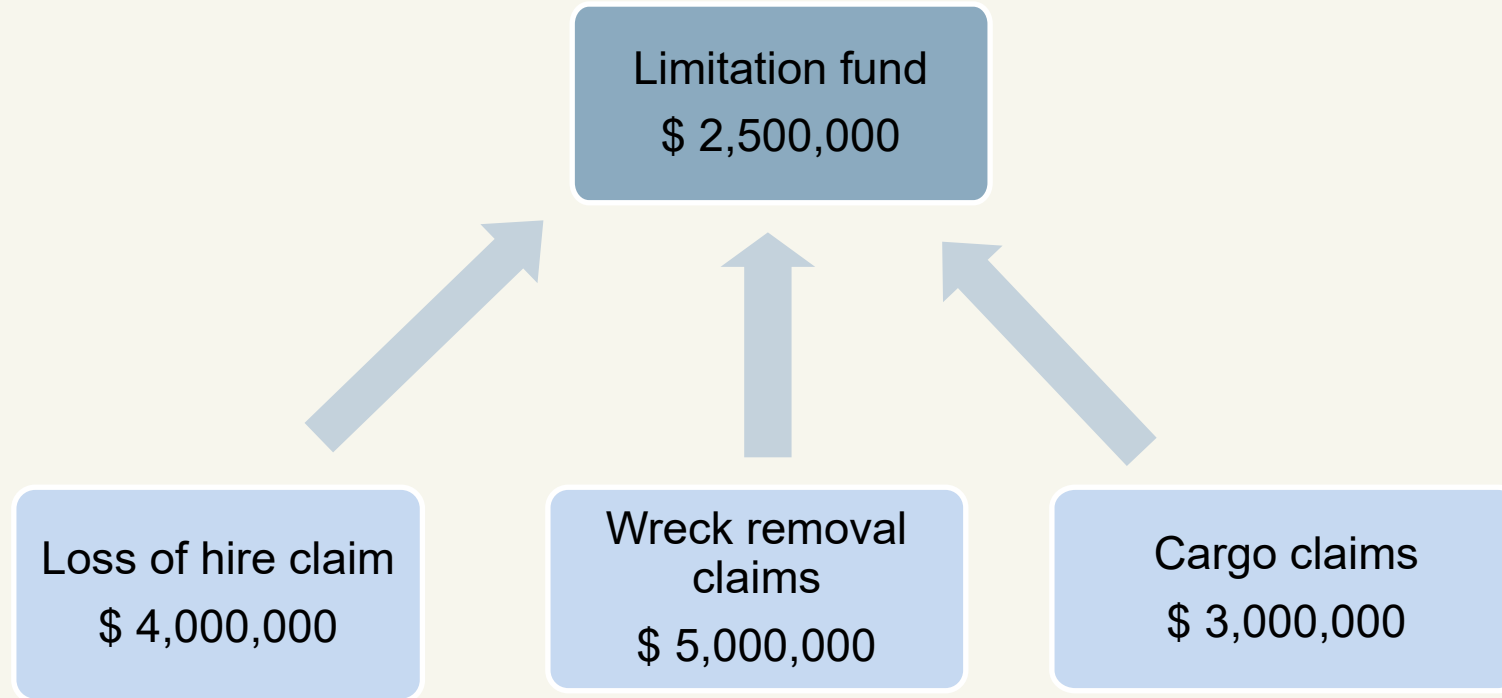 Limitation fund
$ 2,500,000
Loss of hire claim
$ 4,000,000
Wreck removal
claims
$ 5,000,000
Cargo claims
$ 3,000,000